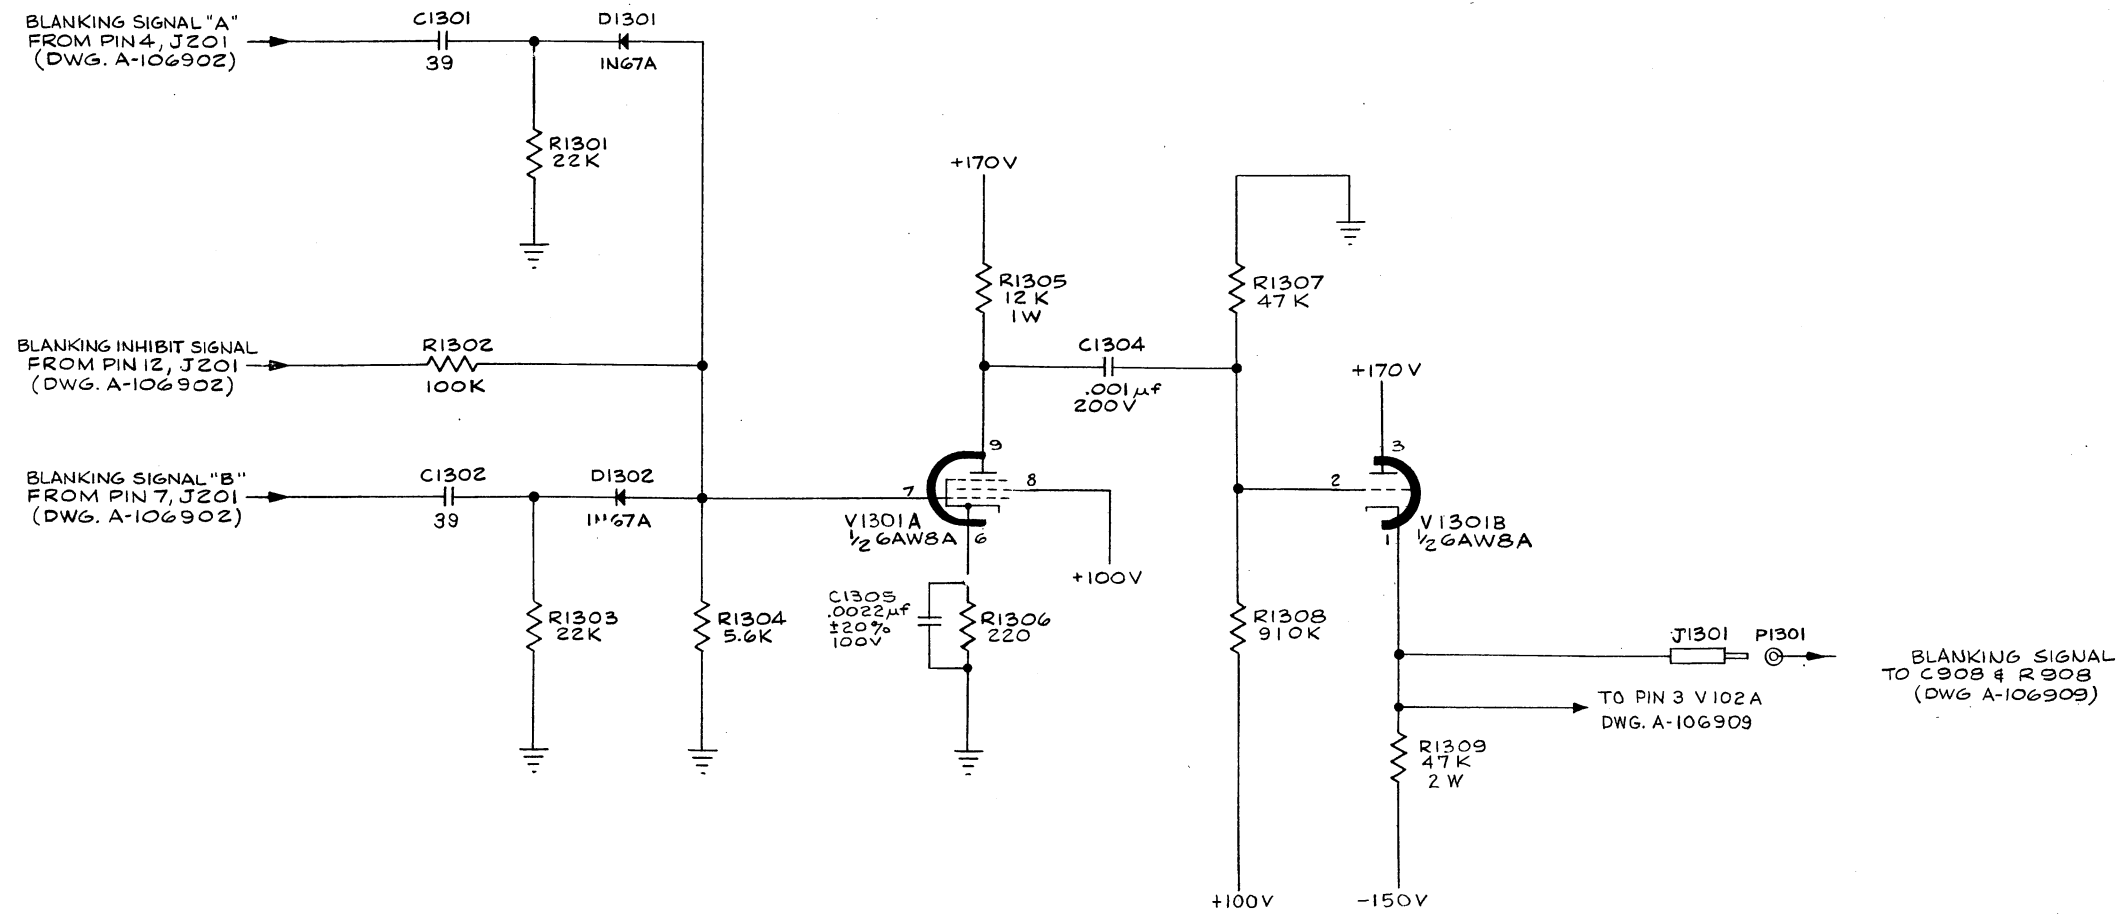 BLANKING SIGNAL "A"
FROM PIN 4, J201
(DWG. A-106902)
C1301
39
D1301
1N67A
R1301
22K
BLANKING INHIBIT SIGNAL
FROM PIN 12, J201
(DWG. A-106902)
R1302
100K
BLANKING SIGNAL "B"
FROM PIN 7, J201
(DWG. A-106902)
C1302
39
D1302
1N67A
R1303
22K
R1304
5.6K
+170V
R1305
12K
1W
C1304
.001µf
200V
7
9
8
6
V1301A
1/2 6AW8A
+100V
C1305
.0022µf
±20%
100V
R1306
220
R1307
47K
R1308
910K
+100V
+170V
3
2
1
V1301B
1/2 6AW8A
J1301
P1301
BLANKING SIGNAL
TO C908 & R908
(DWG A-106909)
TO PIN 3 V102A
DWG. A-106909
R1309
47K
2W
-150V